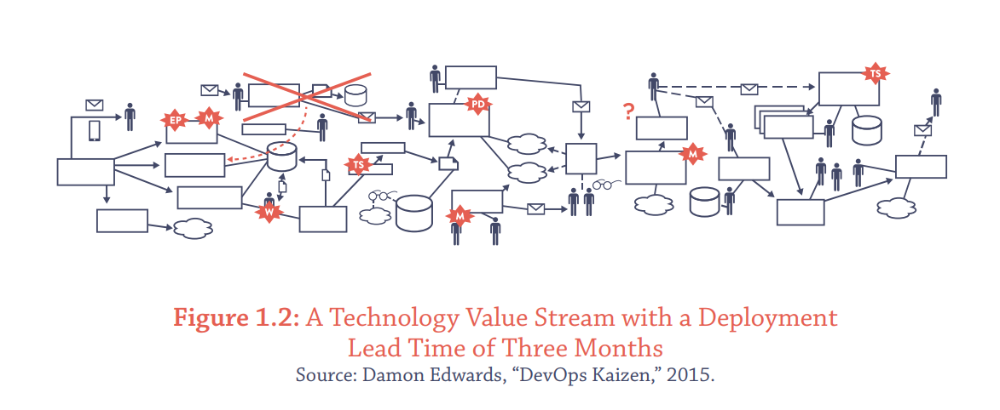 EP
M
PD
?
TS
M
TS
W
M
Figure 1.2: A Technology Value Stream with a Deployment
Lead Time of Three Months
Source: Damon Edwards, “DevOps Kaizen,” 2015.